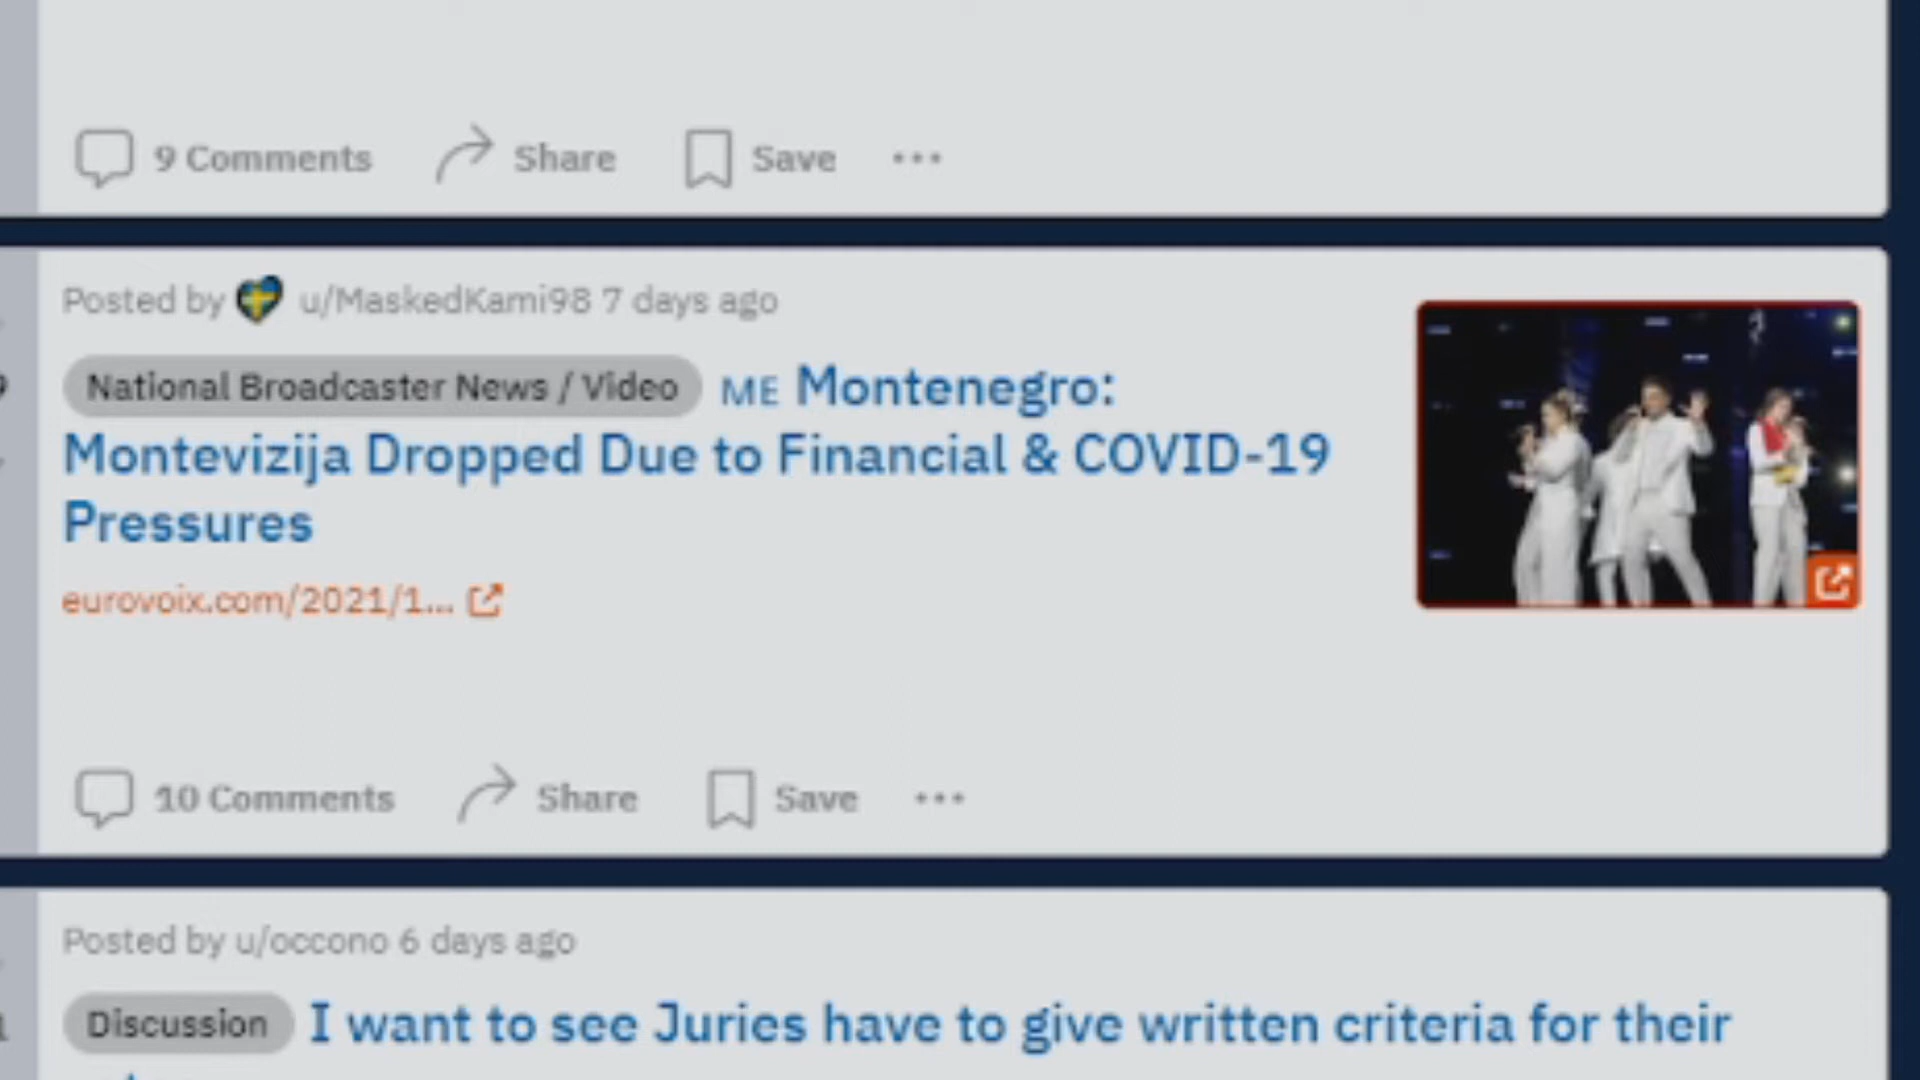 9 Comments Share Save
Posted by u/MaskedKami98 7 days ago
National Broadcaster News / Video ME Montenegro:
Montevizija Dropped Due to Financial & COVID-19
Pressures
eurovoix.com/2021/1...
10 Comments Share Save
Posted by u/occono 6 days ago
Discussion I want to see Juries have to give written criteria for their